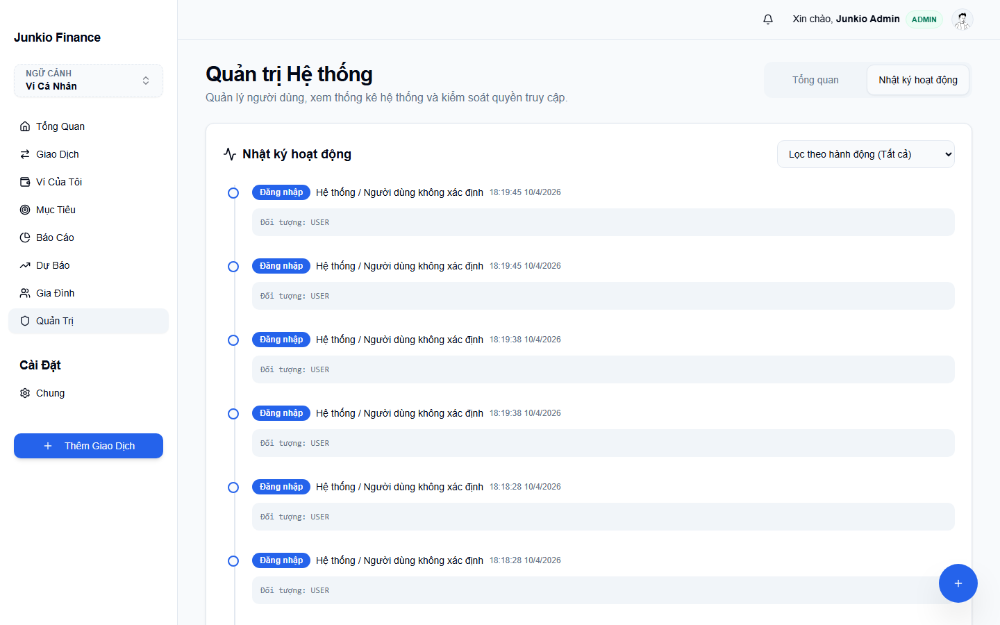 Junkio Finance
NGỮ CẢNH
Ví Cá Nhân
Tổng Quan
Giao Dịch
Ví Của Tôi
Mục Tiêu
Báo Cáo
Dự Báo
Gia Đình
Quản Trị
Cài Đặt
Chung
Thêm Giao Dịch
Xin chào, Junkio Admin ADMIN
Quản trị Hệ thống
Quản lý người dùng, xem thống kê hệ thống và kiểm soát quyền truy cập.
Tổng quan
Nhật ký hoạt động
Nhật ký hoạt động
Lọc theo hành động (Tất cả)
Đăng nhập Hệ thống / Người dùng không xác định 18:19:45 10/4/2026
Đối tượng: USER
Đăng nhập Hệ thống / Người dùng không xác định 18:19:45 10/4/2026
Đối tượng: USER
Đăng nhập Hệ thống / Người dùng không xác định 18:19:38 10/4/2026
Đối tượng: USER
Đăng nhập Hệ thống / Người dùng không xác định 18:19:38 10/4/2026
Đối tượng: USER
Đăng nhập Hệ thống / Người dùng không xác định 18:18:28 10/4/2026
Đối tượng: USER
Đăng nhập Hệ thống / Người dùng không xác định 18:18:28 10/4/2026
Đối tượng: USER